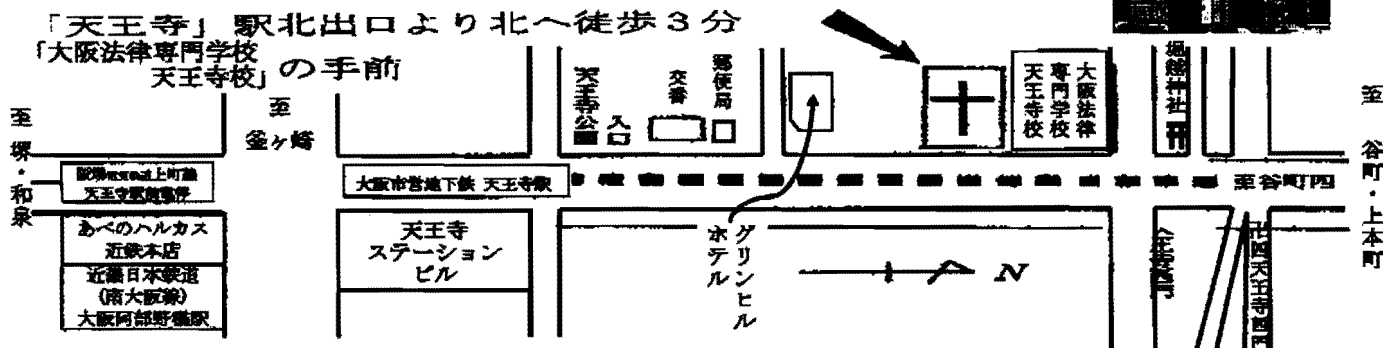 「天王寺」駅北出口より北へ徒歩3分
「大阪法律専門学校
天王寺校」の手前
至 堺・和泉
至
釜ヶ崎
天王寺公園
入口
交番
郵便局
大阪法律
専門学校
天王寺校
堀越神社
至 谷町・上本町
上町線
天王寺駅前電停
大阪市営地下鉄 天王寺駅
至谷町四
あべのハルカス
近鉄本店
近畿日本鉄道
(南大阪線)
大阪阿部野橋駅
天王寺
ステーション
ビル
グリンヒル
ホテル
N
卍四天王寺